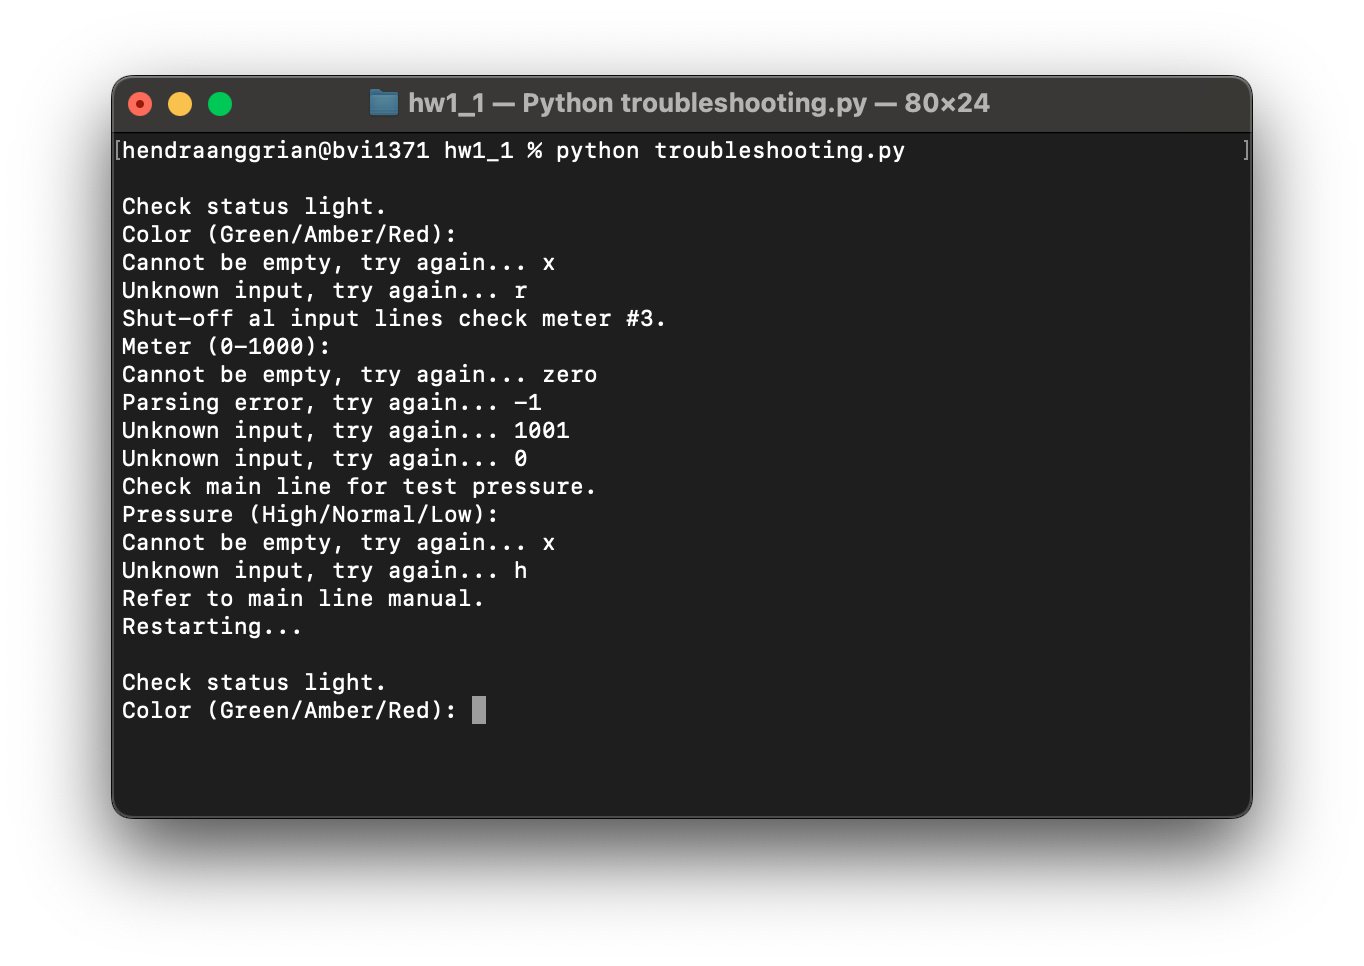 hw1_1 — Python troubleshooting.py — 80×24
[hendraanggrian@bvi1371 hw1_1 % python troubleshooting.py ]
Check status light.
Color (Green/Amber/Red):
Cannot be empty, try again... x
Unknown input, try again... r
Shut-off al input lines check meter #3.
Meter (0-1000):
Cannot be empty, try again... zero
Parsing error, try again... -1
Unknown input, try again... 1001
Unknown input, try again... 0
Check main line for test pressure.
Pressure (High/Normal/Low):
Cannot be empty, try again... x
Unknown input, try again... h
Refer to main line manual.
Restarting...
Check status light.
Color (Green/Amber/Red):